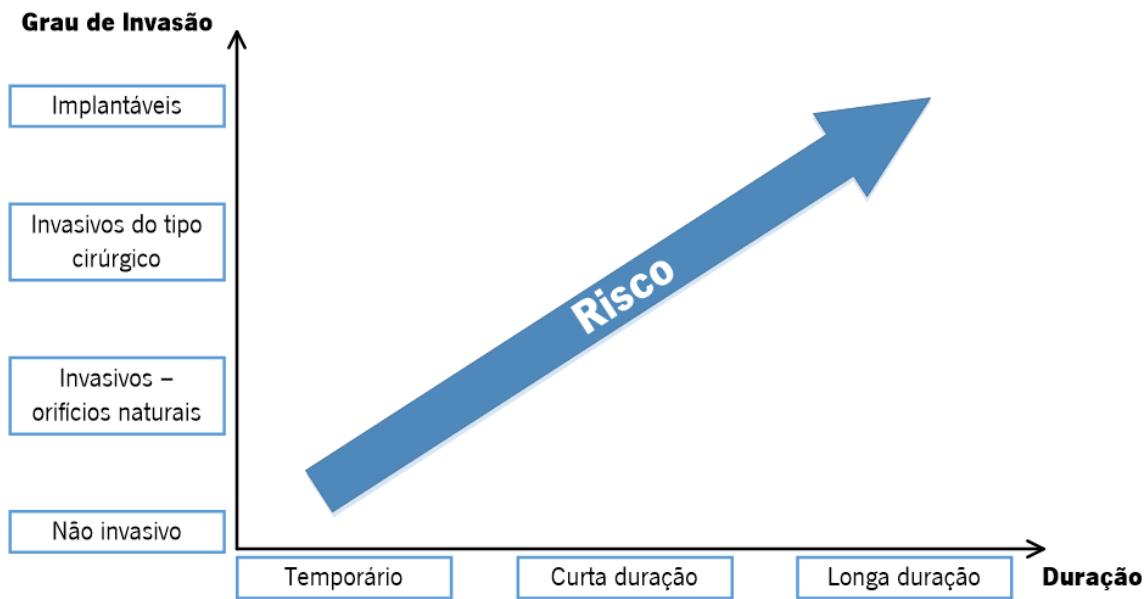 Grau de Invasão
Implantáveis
Invasivos do tipo
cirúrgico
Risco
Invasivos –
orifícios naturais
Não invasivo
Temporário
Curta duração
Longa duração
Duração